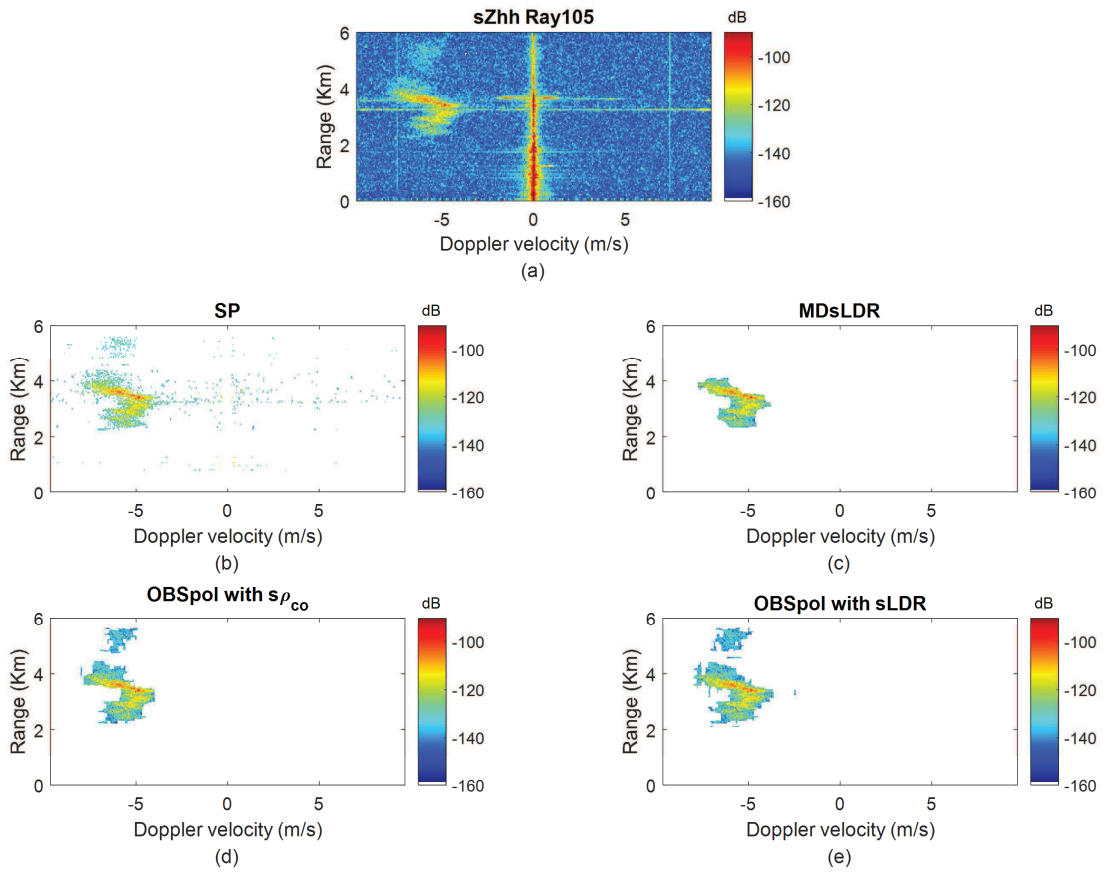 sZhh Ray105
dB
6
4
2
0
Range (Km)
-5
0
5
Doppler velocity (m/s)
-100
-120
-140
-160
(a)
SP
dB
6
4
2
0
Range (Km)
-5
0
5
Doppler velocity (m/s)
-100
-120
-140
-160
(b)
MDsLDR
dB
6
4
2
0
Range (Km)
-5
0
5
Doppler velocity (m/s)
-100
-120
-140
-160
(c)
OBSpol with sρco
dB
6
4
2
0
Range (Km)
-5
0
5
Doppler velocity (m/s)
-100
-120
-140
-160
(d)
OBSpol with sLDR
dB
6
4
2
0
Range (Km)
-5
0
5
Doppler velocity (m/s)
-100
-120
-140
-160
(e)